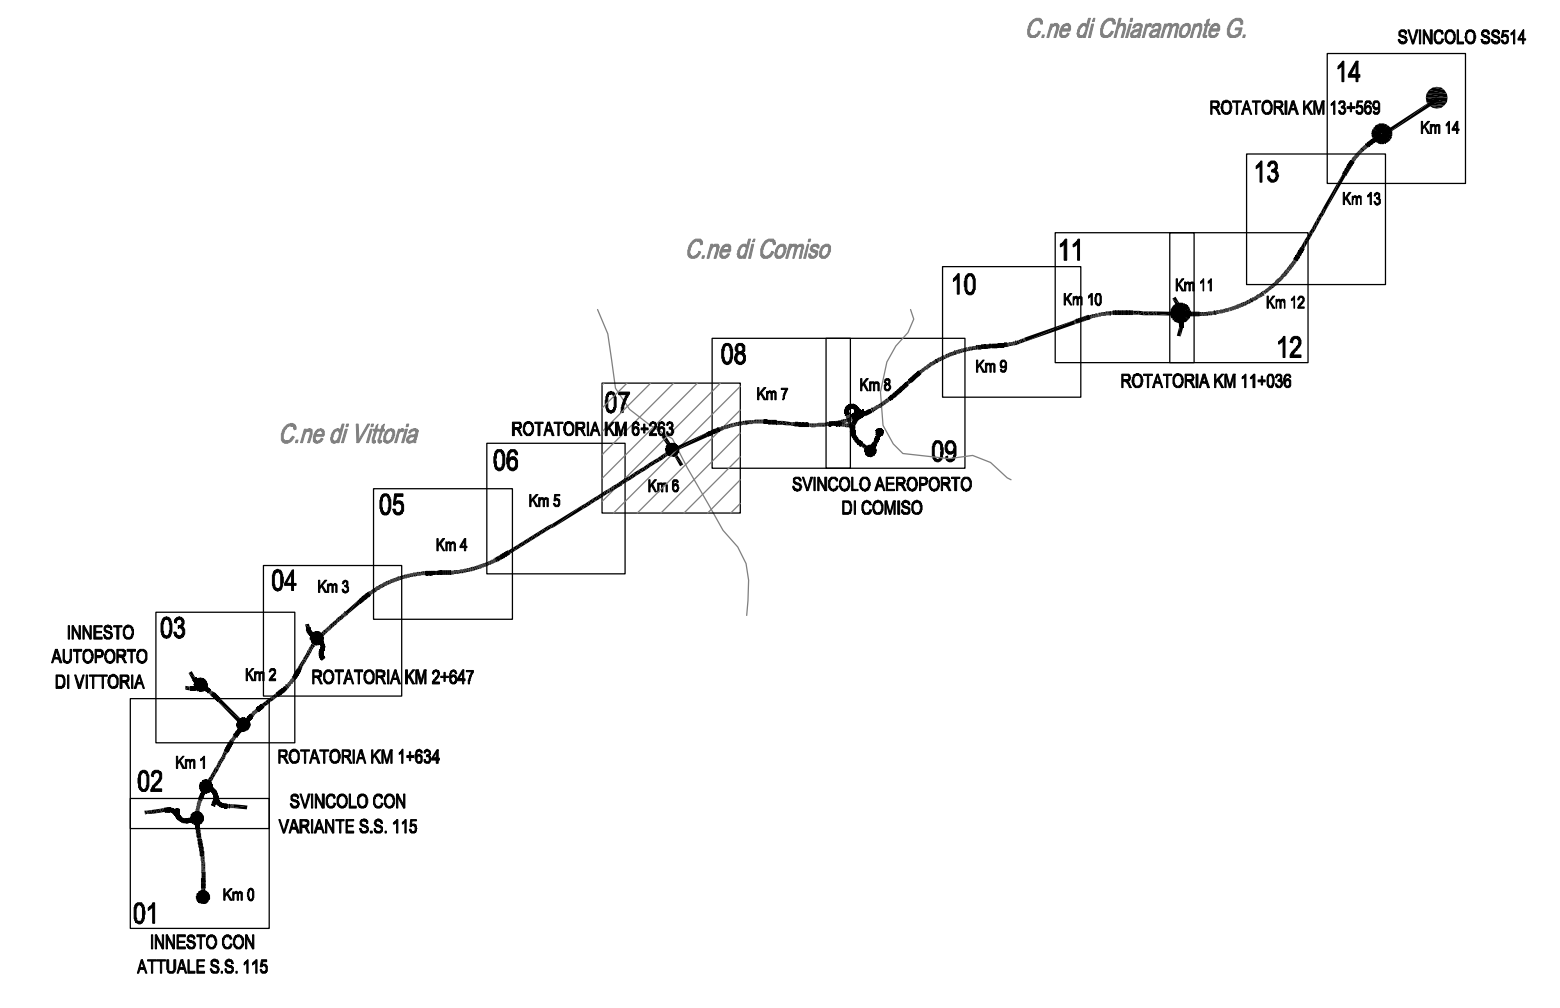 C.ne di Chiaramonte G.
SVINCOLO SS514
14
ROTATORIA KM 13+569
Km 14
13
Km 13
11
C.ne di Comiso
10
Km 11
Km 10
Km 12
08
12
09
Km 9
Km 8
ROTATORIA KM 11+036
Km 7
07
C.ne di Vittoria
ROTATORIA KM 6+263
06
SVINCOLO AEROPORTO
DI COMISO
Km 6
05
Km 5
Km 4
04
Km 3
03
INNESTO
AUTOPORTO
DI VITTORIA
Km 2
ROTATORIA KM 2+647
ROTATORIA KM 1+634
Km 1
02
SVINCOLO CON
VARIANTE S.S. 115
Km 0
01
INNESTO CON
ATTUALE S.S. 115